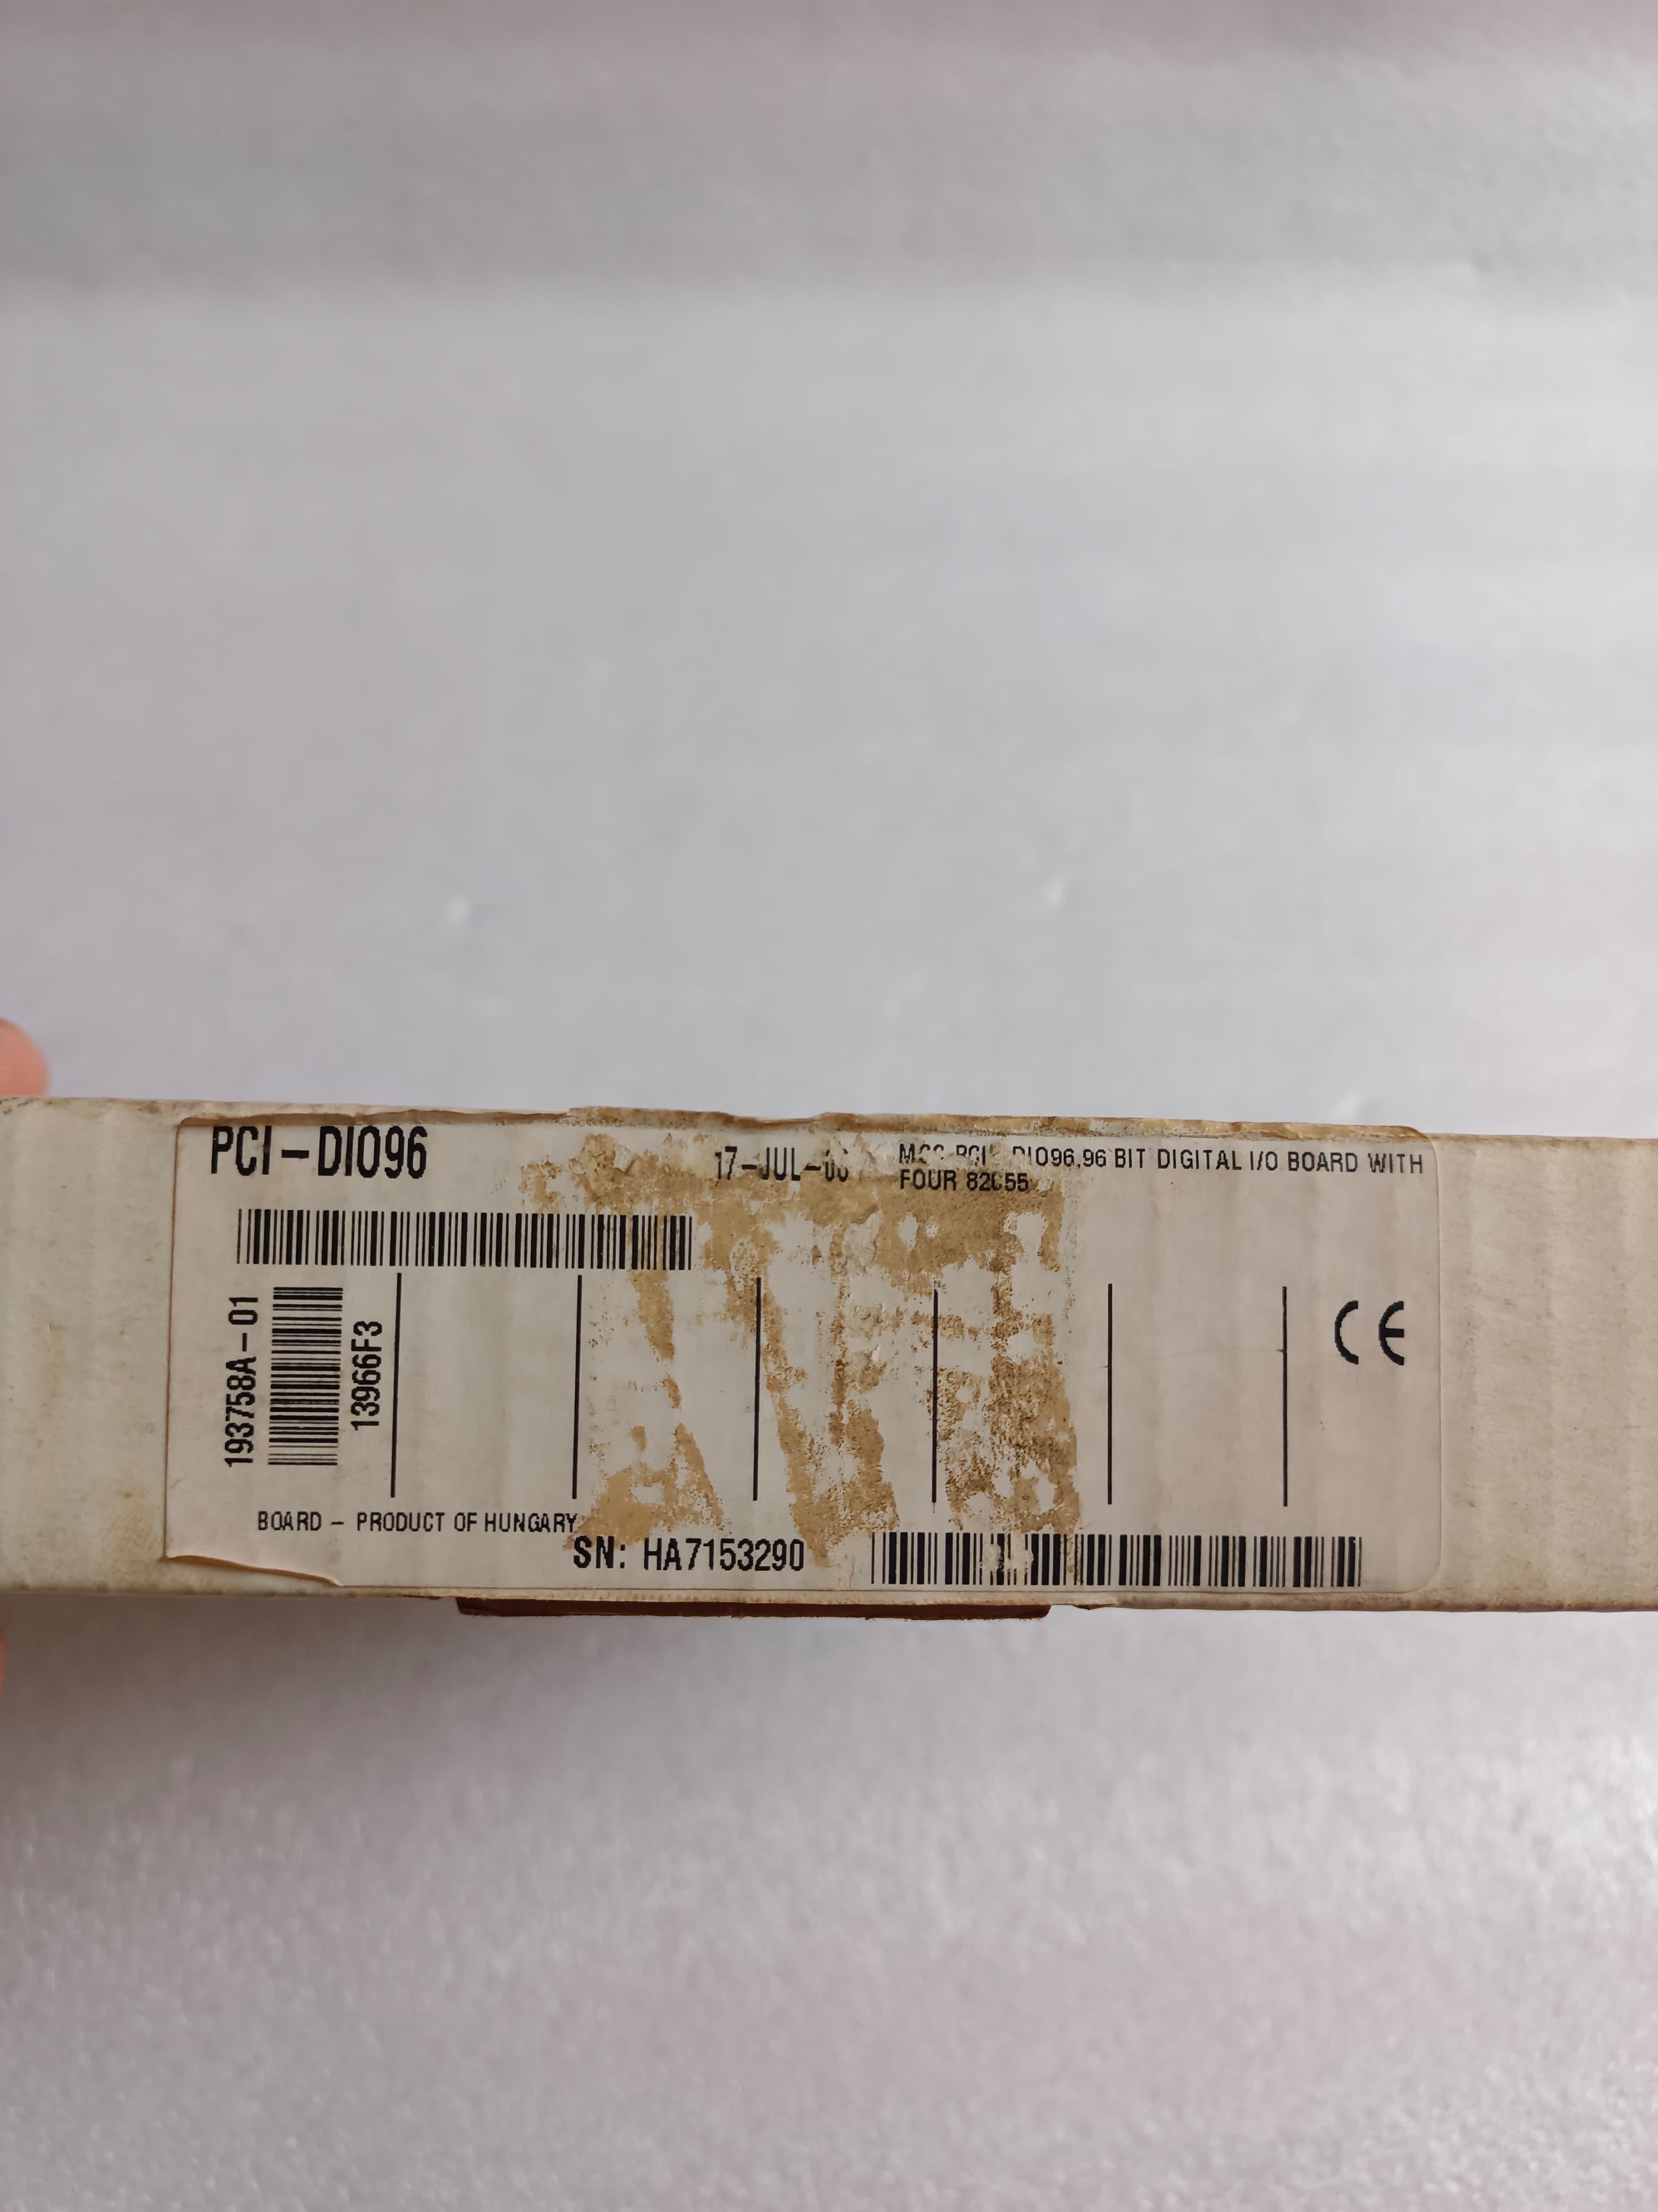 PCI-DIO96
17-JUL-
DIO96,96 BIT DIGITAL I/O BOARD WITH
FOUR 82C55
193758A-01
13966F3
CE
BOARD - PRODUCT OF HUNGARY
SN: HA7153290